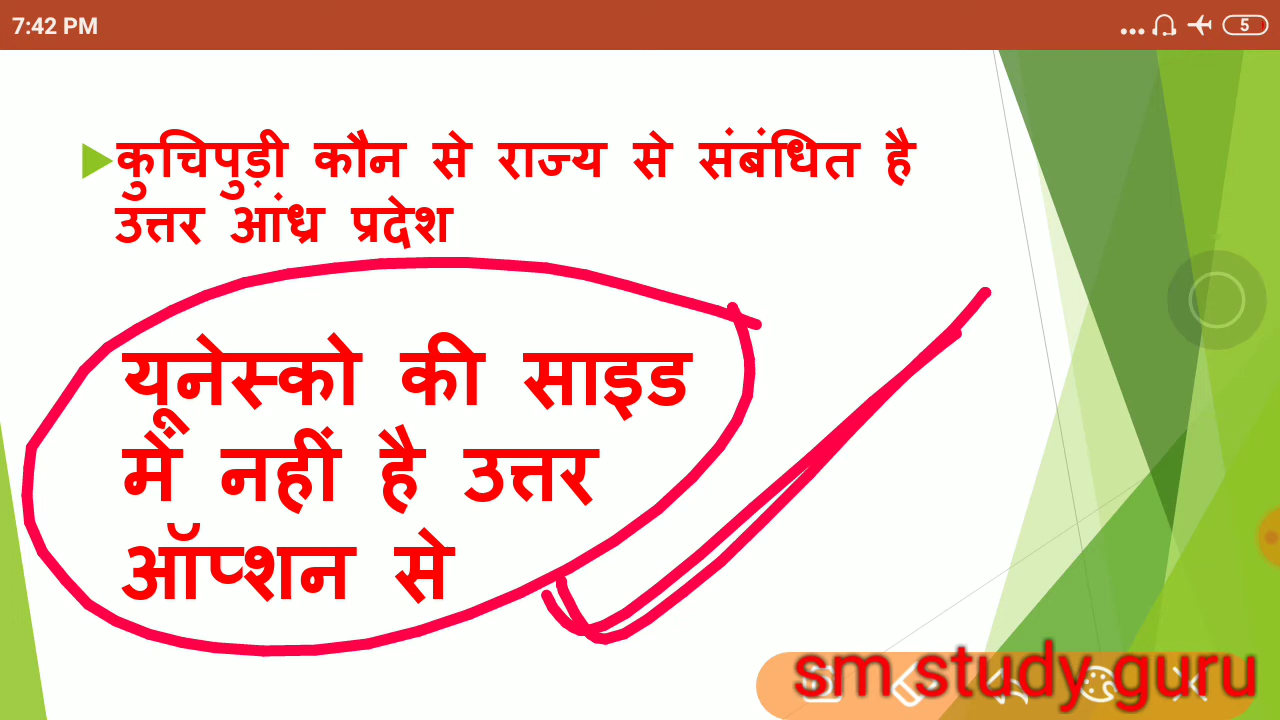 7:42 PM
5
कुचिपुड़ी कौन से राज्य से संबंधित है
उत्तर आंध्र प्रदेश
यूनेस्को की साइड
में नहीं है उत्तर
ऑप्शन से
sm study guru